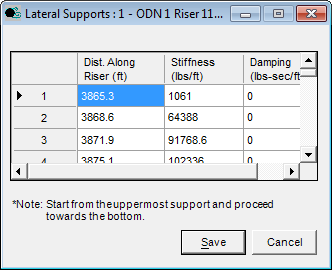 Lateral Supports : 1 - ODN 1 Riser 11...
Dist. Along Riser (ft) Stiffness (lbs/ft) Damping (lbs-sec/ft
1 3865.3 1061 0
2 3868.6 64388 0
3 3871.9 91768.6 0
4 3875.1 102336 0
*Note: Start from the euppermost support and proceed
towards the bottom.
Save Cancel